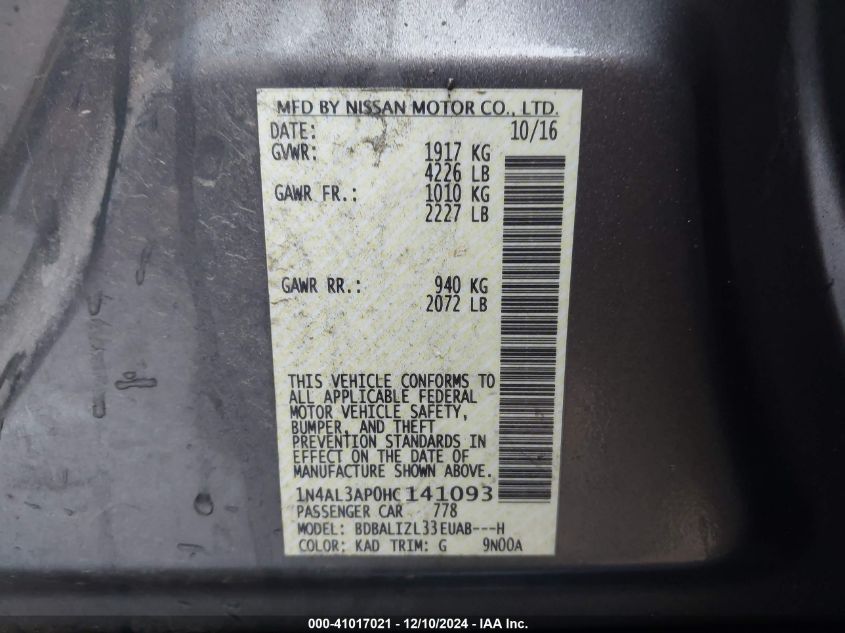 MFD BY NISSAN MOTOR CO., LTD.
DATE: 10/16
GVWR: 1917 KG
4226 LB
GAWR FR.: 1010 KG
2227 LB
GAWR RR.: 940 KG
2072 LB
THIS VEHICLE CONFORMS TO
ALL APPLICABLE FEDERAL
MOTOR VEHICLE SAFETY,
BUMPER, AND THEFT
PREVENTION STANDARDS IN
EFFECT ON THE DATE OF
MANUFACTURE SHOWN ABOVE.
1N4AL3AP0HC141093
PASSENGER CAR 778
MODEL: BDBALIZL33EUAB---H
COLOR: KAD TRIM: G 9N00A
000-41017021 - 12/10/2024 - IAA Inc.